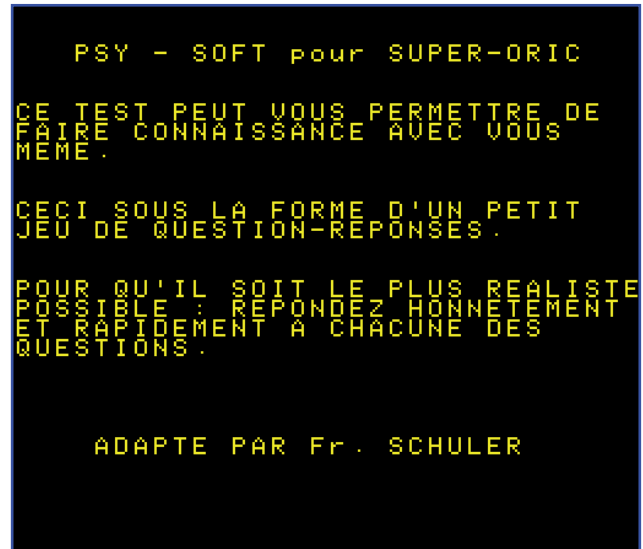 PSY - SOFT pour SUPER-ORIC
CE TEST PEUT VOUS PERMETTRE DE
FAIRE CONNAISSANCE AVEC VOUS
MEME.
CECI SOUS LA FORME D'UN PETIT
JEU DE QUESTION-REPONSES.
POUR QU'IL SOIT LE PLUS REALISTE
POSSIBLE : REPONDEZ HONNETEMENT
ET RAPIDEMENT A CHACUNE DES
QUESTIONS.
ADAPTE PAR Fr. SCHULER